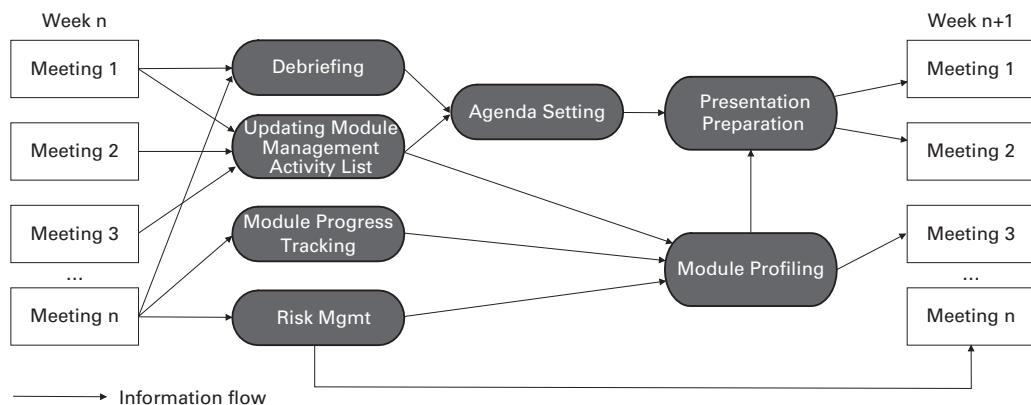 Week n
Meeting 1
Meeting 2
Meeting 3
...
Meeting n
Debriefing
Updating Module
Management
Activity List
Module Progress
Tracking
Risk Mgmt
Agenda Setting
Presentation
Preparation
Module Profiling
Week n+1
Meeting 1
Meeting 2
Meeting 3
...
Meeting n
Information flow